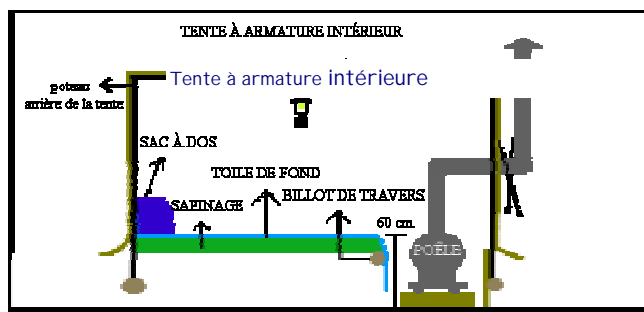 TENTE À ARMATURE INTÉRIEUR
Tente à armature intérieure
poteau
arrière de la tente
SAC À DOS
TOILE DE FOND
BILLOT DE TRAVERS
SAPINAGE
60 cm.
POÊLE